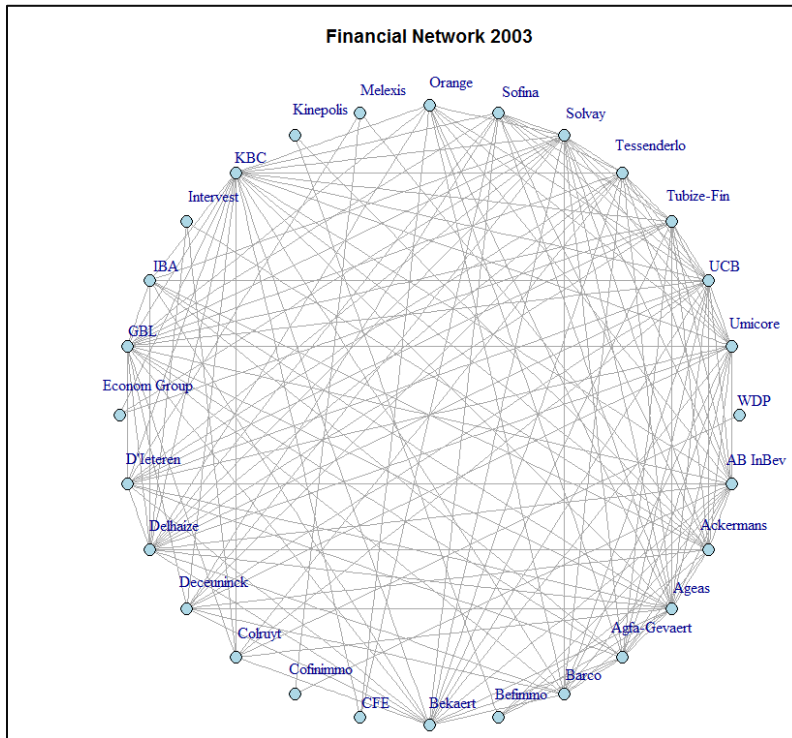 Financial Network 2003
Orange
Melexis
Sofina
Kinepolis
Solvay
Tessenderlo
KBC
Intervest
Tubize-Fin
IBA
UCB
GBL
Umicore
Econom Group
WDP
D'Ieteren
AB InBev
Delhaize
Ackermans
Deceuninck
Ageas
Colruyt
Agfa-Gevaert
Cofinimmo
Barco
CFE
Bekaert
Befimmo